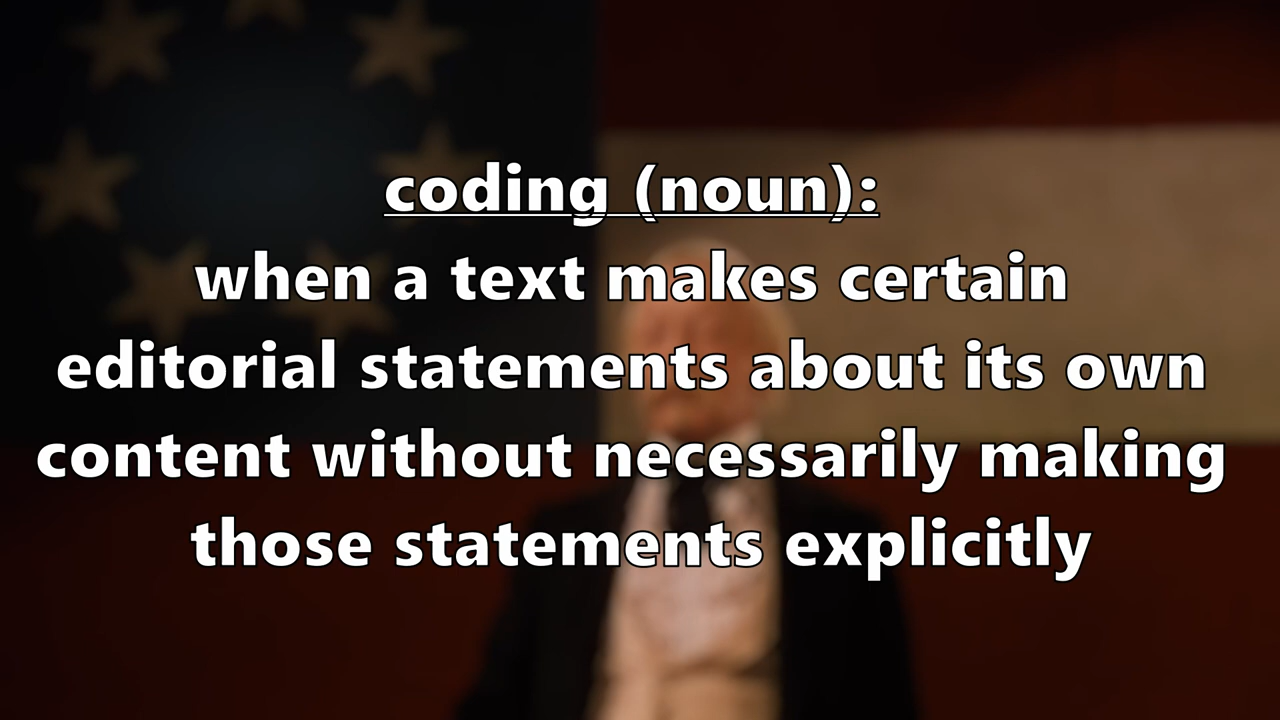 coding (noun):
when a text makes certain
editorial statements about its own
content without necessarily making
those statements explicitly